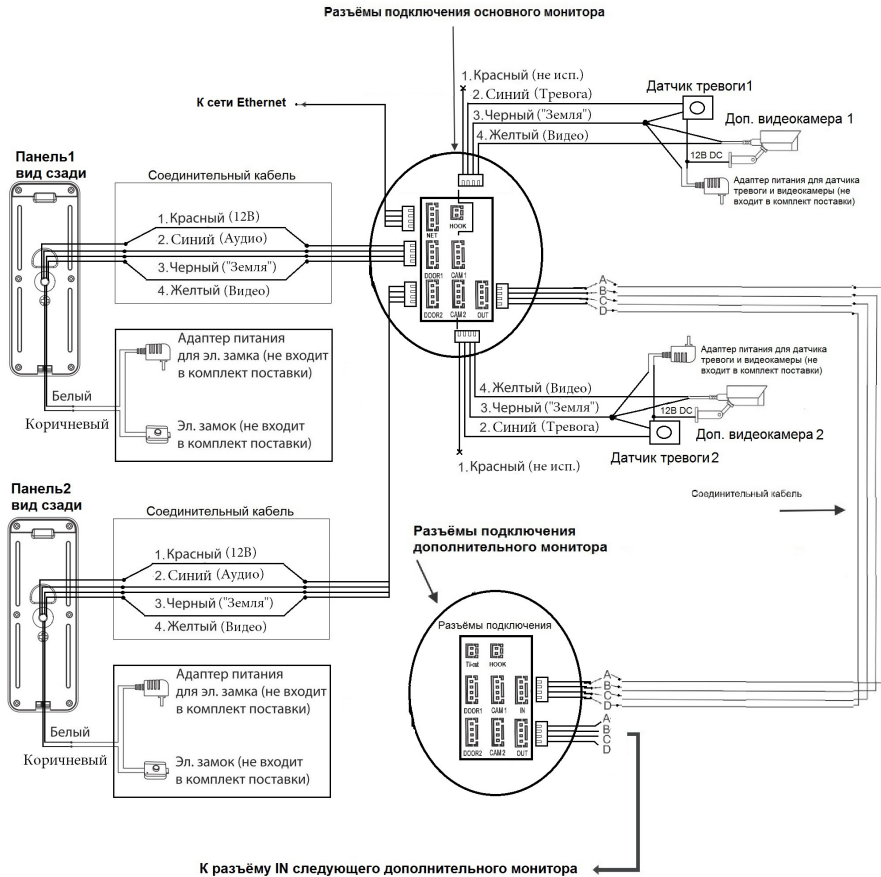 Разъёмы подключения основного монитора
1. Красный (не исп.)
2. Синий (Тревога)
3. Черный ("Земля")
4. Желтый (Видео)
Датчик тревоги1
Доп. видеокамера 1
12В DC
Адаптер питания для датчика
тревоги и видеокамеры (не
входит в комплект поставки)
К сети Ethernet
Панель1
вид сзади
Соединительный кабель
1. Красный (12В)
2. Синий (Аудио)
3. Черный ("Земля")
4. Желтый (Видео)
NET
HOOK
DOOR1
CAM 1
DOOR2
CAM 2
OUT
A
B
C
D
Адаптер питания
для эл. замка (не входит
в комплект поставки)
Белый
Коричневый
Эл. замок (не входит
в комплект поставки)
Адаптер питания для датчика
тревоги и видеокамеры (не
входит в комплект поставки)
4. Желтый (Видео)
3. Черный ("Земля")
2. Синий (Тревога)
1. Красный (не исп.)
12В DC
Доп. видеокамера 2
Датчик тревоги2
Соединительный кабель
Панель2
вид сзади
Соединительный кабель
1. Красный (12В)
2. Синий (Аудио)
3. Черный ("Земля")
4. Желтый (Видео)
Адаптер питания
для эл. замка (не входит
в комплект поставки)
Белый
Коричневый
Эл. замок (не входит
в комплект поставки)
Разъёмы подключения
дополнительного монитора
Разъёмы подключения
HOOK
DOOR1
CAM 1
IN
DOOR2
CAM 2
OUT
A
B
C
D
A
B
C
D
К разъёму IN следующего дополнительного монитора